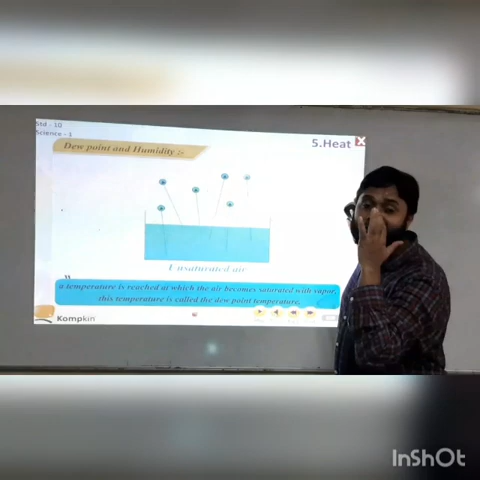 Std - 10
Science - 1
5.Heat
Dew point and Humidity :-
Unsaturated air
a temperature is reached at which the air becomes saturated with vapor,
this temperature is called the dew point temperature.
Kompkin
InShOt